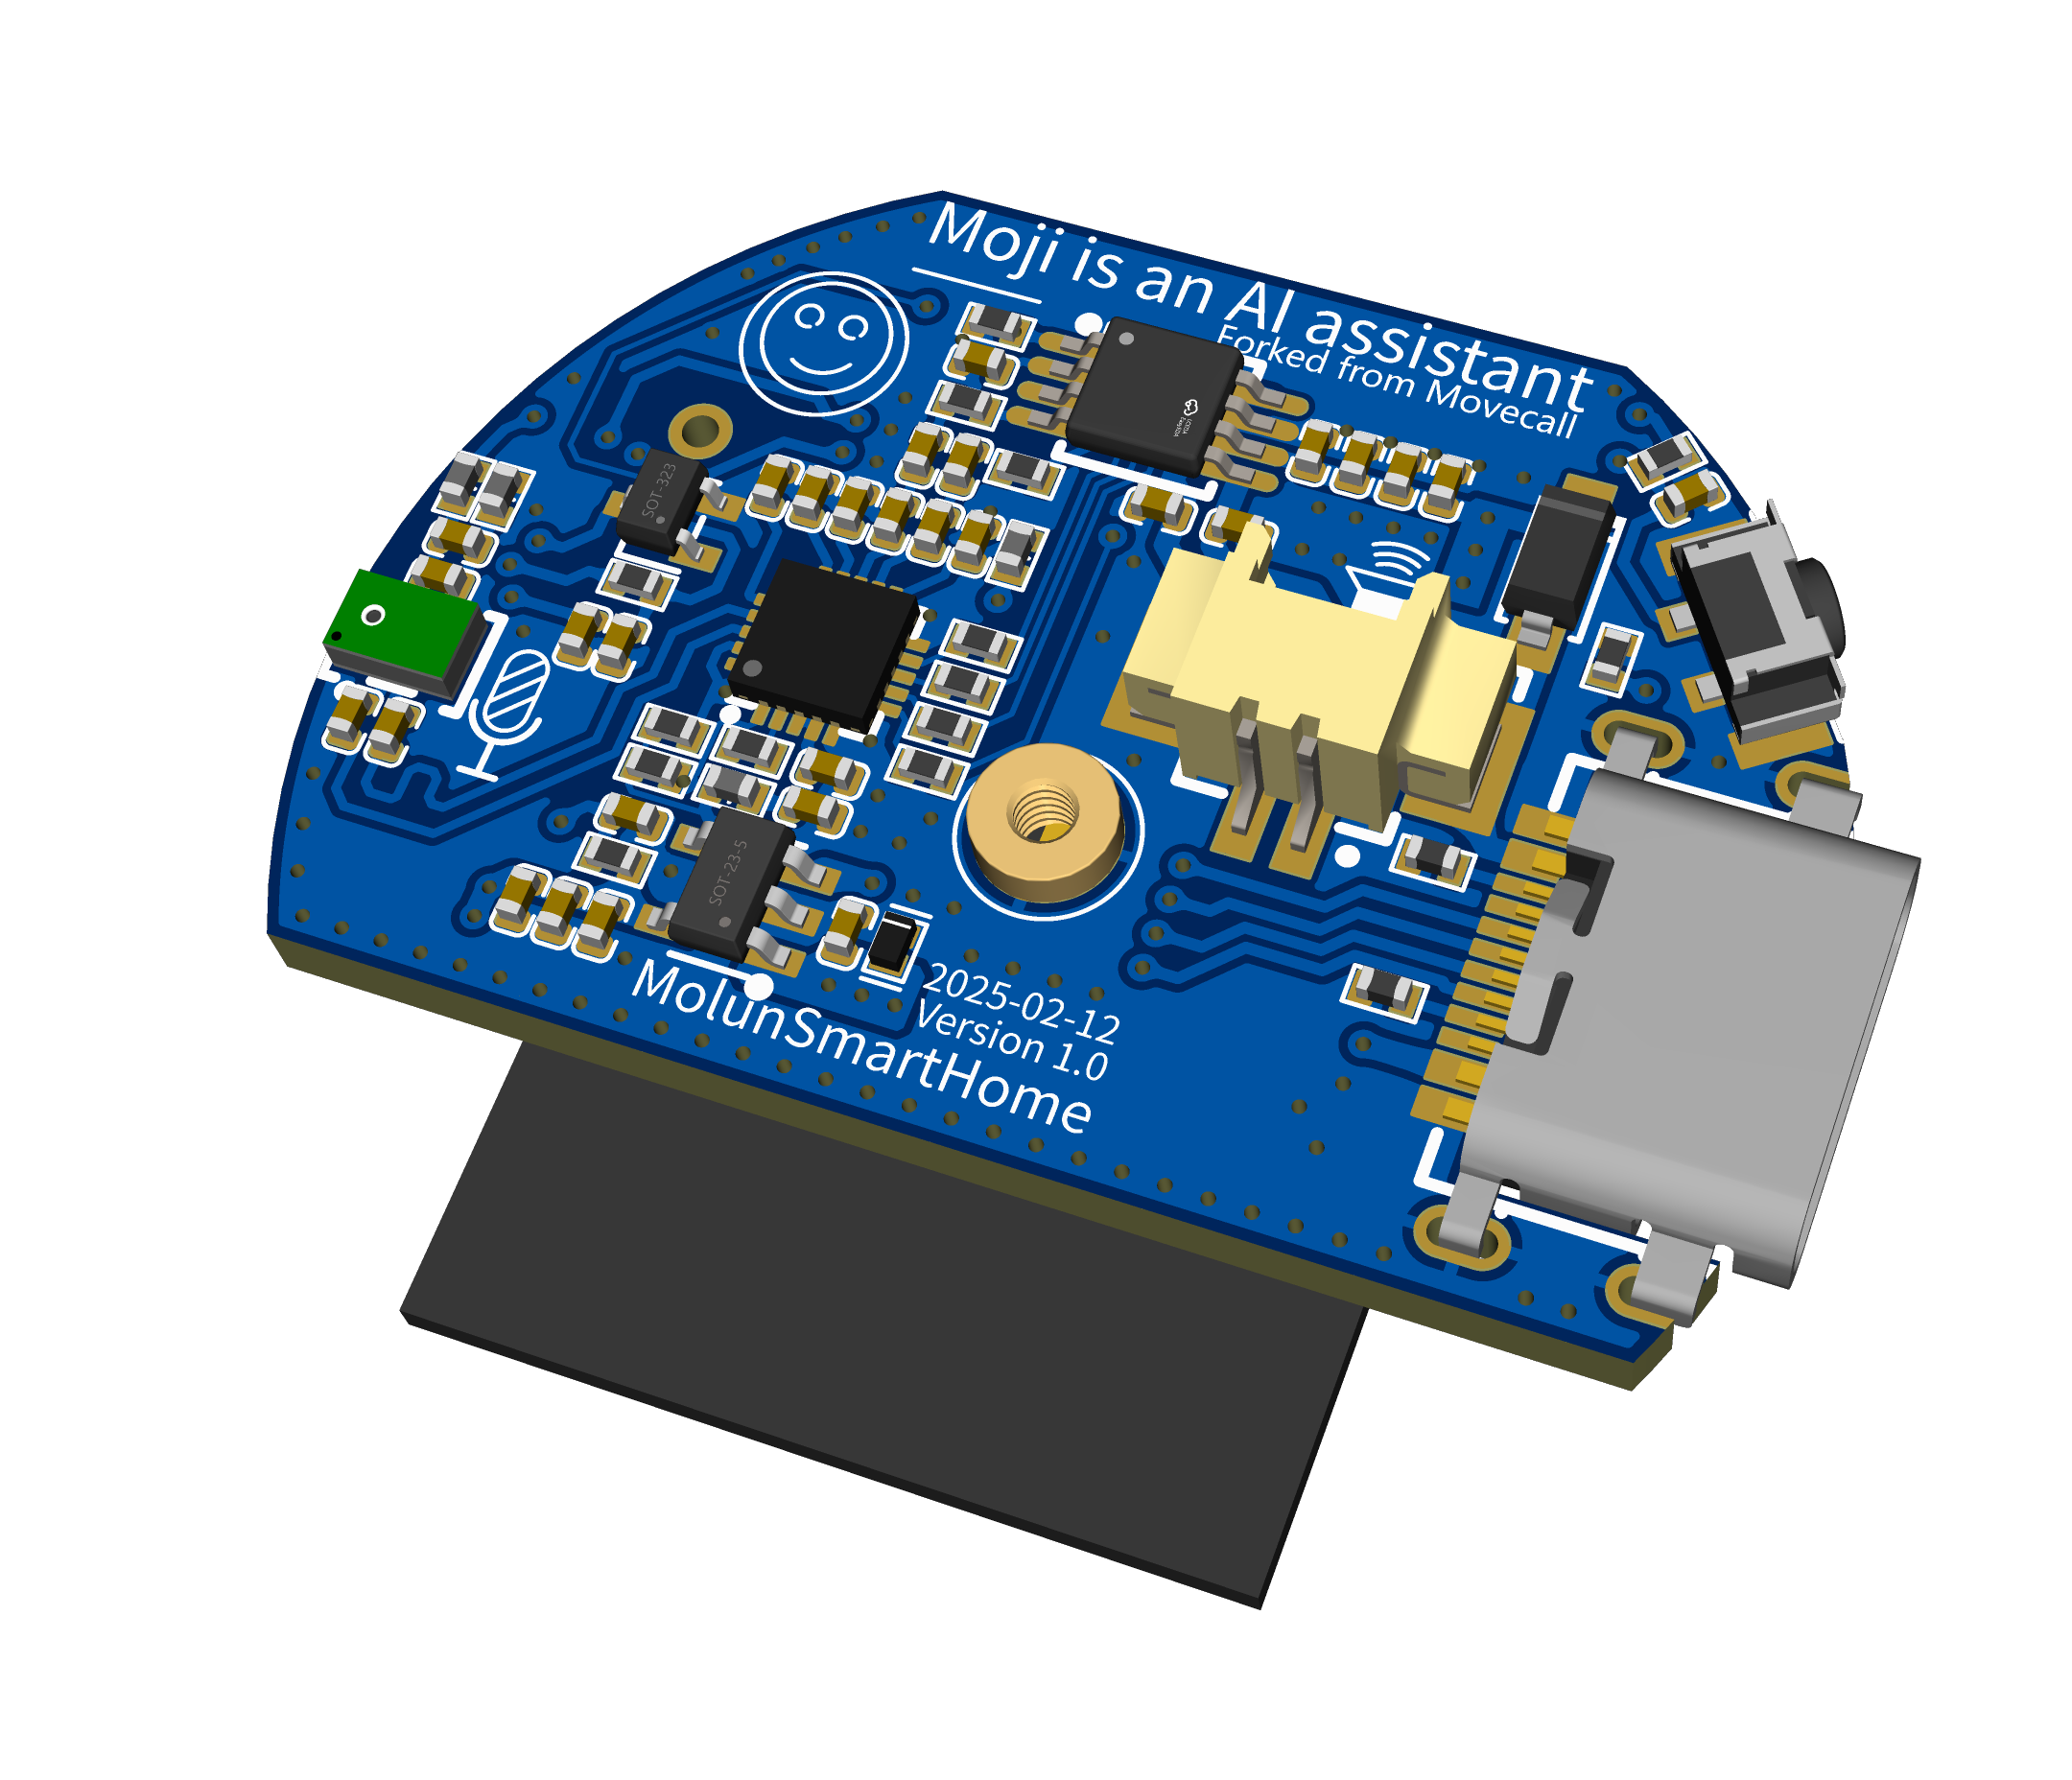 Moji is an AI assistant
Forked from Movecall
SOT-323
SOT-23-5
2025-02-12
Version 1.0
MolunSmartHome